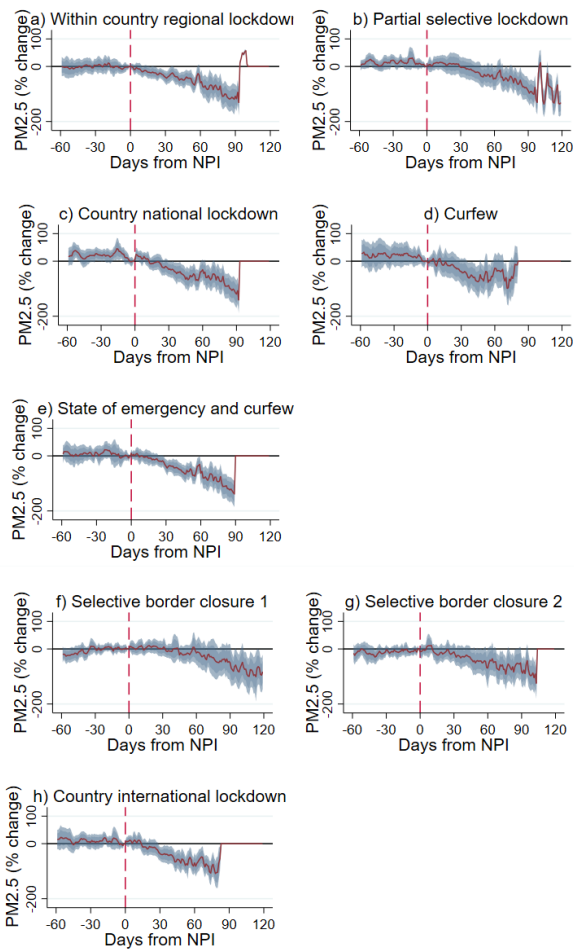 a) Within country regional lockdown
PM2.5 (% change)
100
0
-200
-60 -30 0 30 60 90 120
Days from NPI
b) Partial selective lockdown
PM2.5 (% change)
100
0
-200
-60 -30 0 30 60 90 120
Days from NPI
c) Country national lockdown
PM2.5 (% change)
100
0
-200
-60 -30 0 30 60 90 120
Days from NPI
d) Curfew
PM2.5 (% change)
100
0
-200
-60 -30 0 30 60 90 120
Days from NPI
e) State of emergency and curfew
PM2.5 (% change)
100
0
-200
-60 -30 0 30 60 90 120
Days from NPI
f) Selective border closure 1
PM2.5 (% change)
100
0
-200
-60 -30 0 30 60 90 120
Days from NPI
g) Selective border closure 2
PM2.5 (% change)
100
0
-200
-60 -30 0 30 60 90 120
Days from NPI
h) Country international lockdown
PM2.5 (% change)
100
0
-200
-60 -30 0 30 60 90 120
Days from NPI